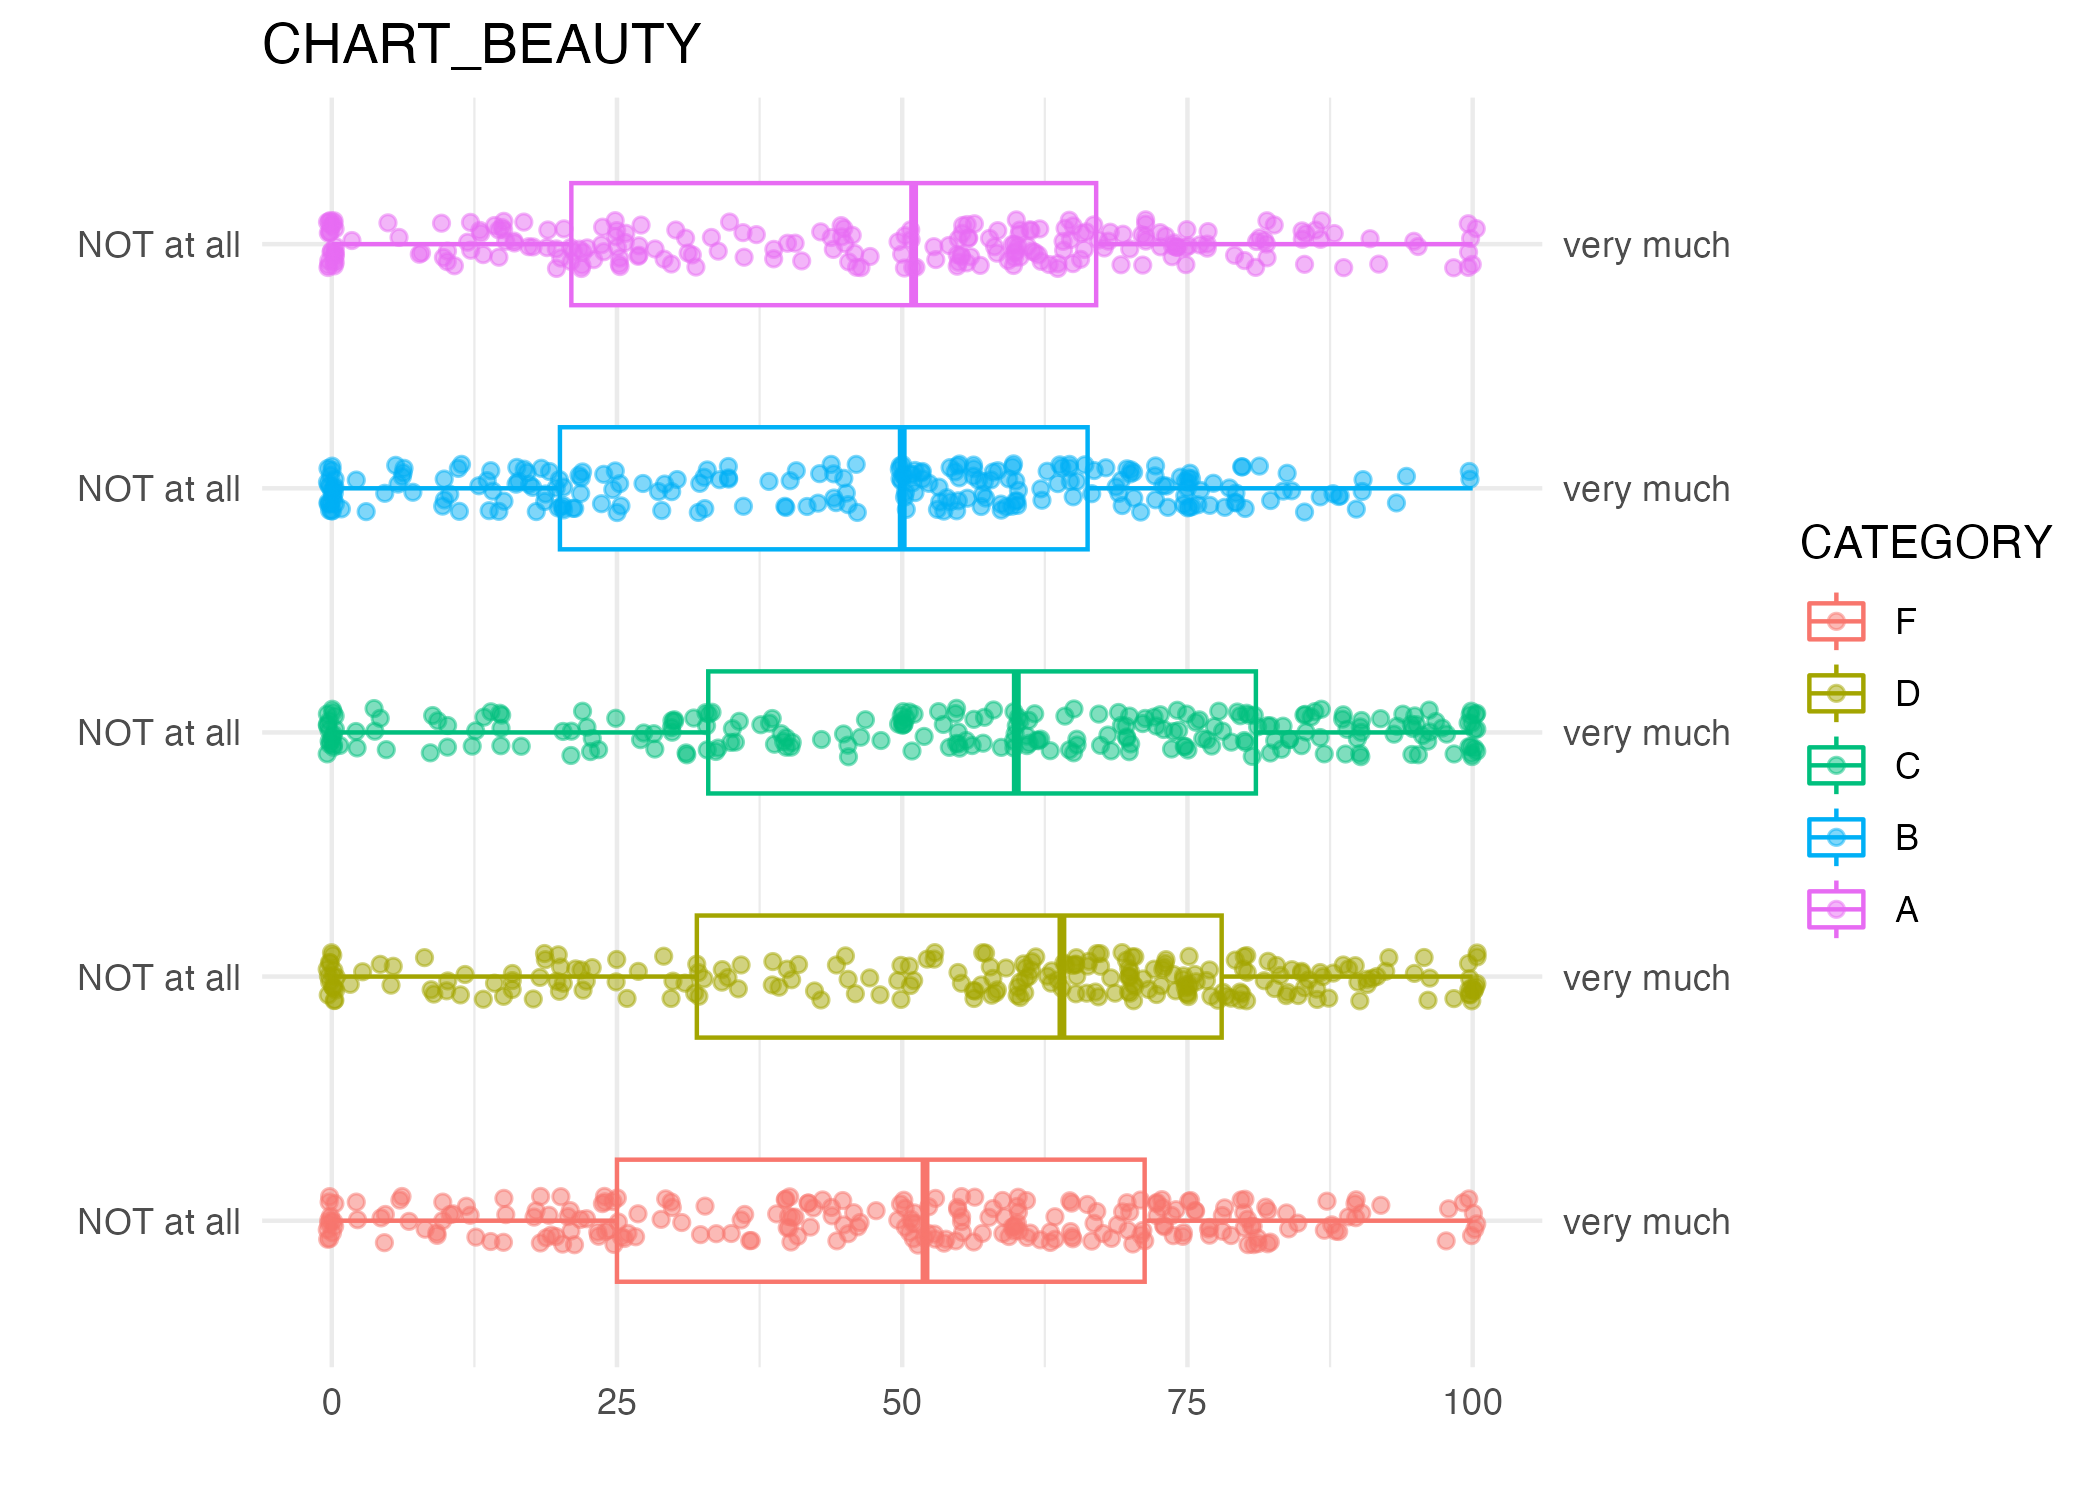 CHART_BEAUTY
NOT at all
very much
NOT at all
very much
NOT at all
very much
NOT at all
very much
NOT at all
very much
0 25 50 75 100
CATEGORY
F
D
C
B
A